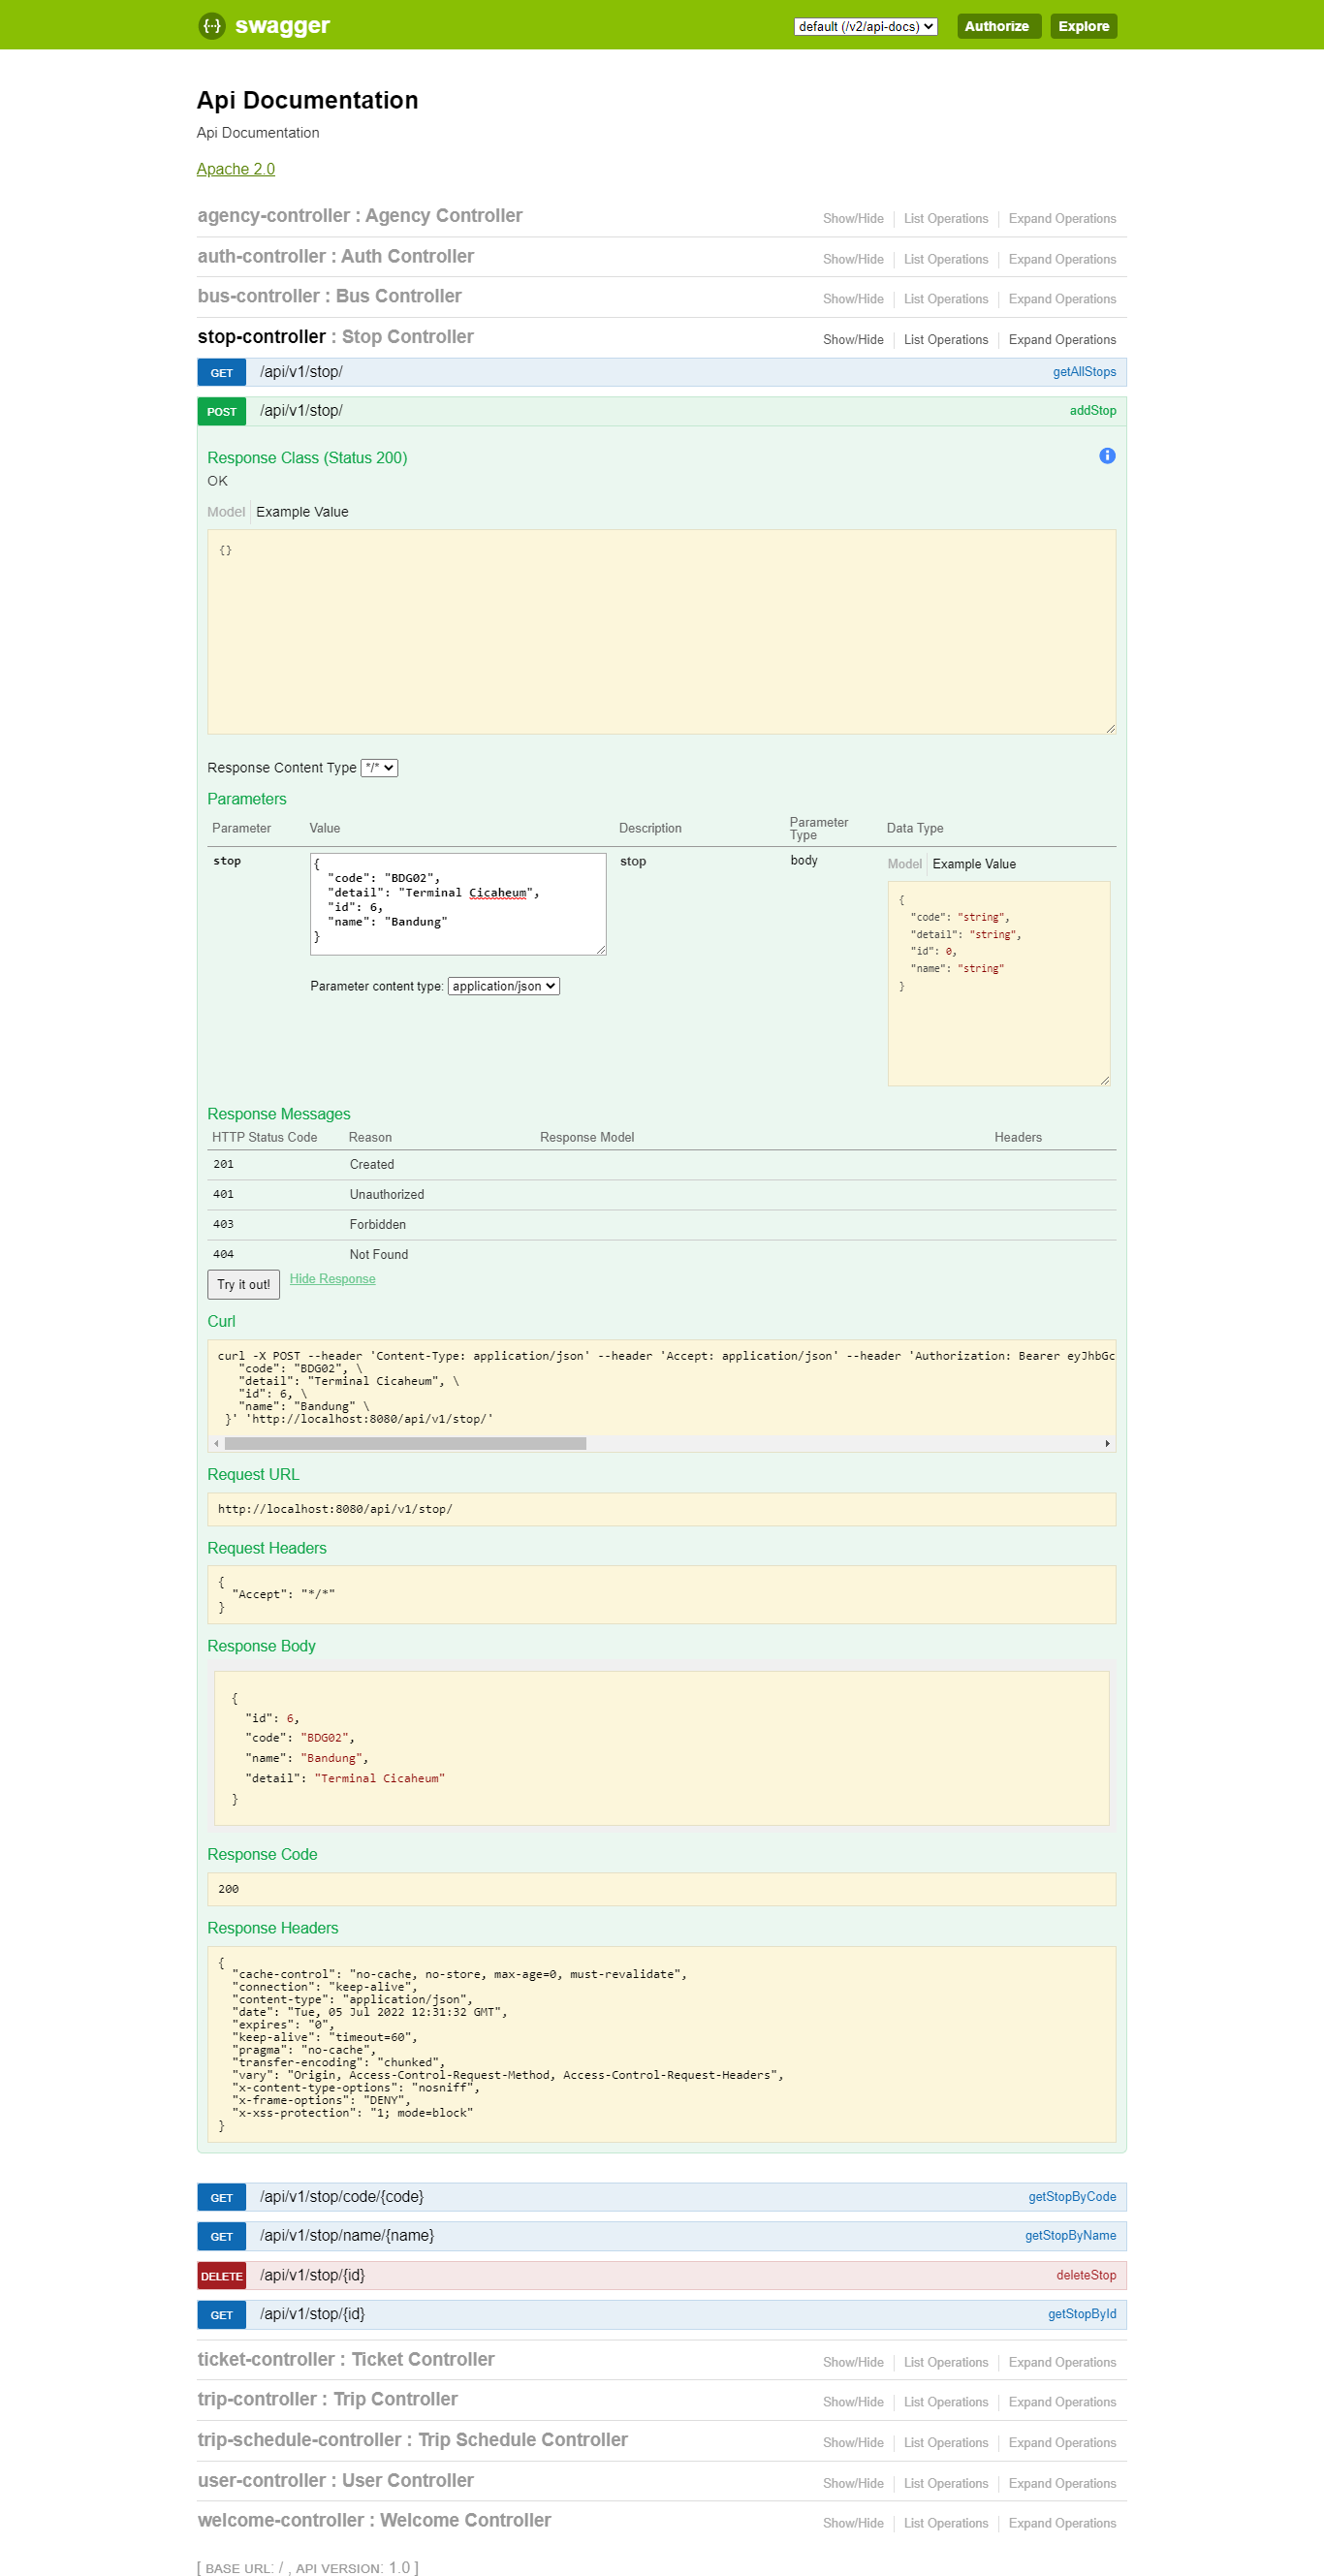 swagger
default (/v2/api-docs)
Authorize
Explore
Api Documentation
Api Documentation
Apache 2.0
agency-controller : Agency Controller Show/Hide List Operations Expand Operations
auth-controller : Auth Controller Show/Hide List Operations Expand Operations
bus-controller : Bus Controller Show/Hide List Operations Expand Operations
stop-controller : Stop Controller Show/Hide List Operations Expand Operations
GET /api/v1/stop/ getAllStops
POST /api/v1/stop/ addStop
Response Class (Status 200)
OK
Model Example Value
{}
Response Content Type */*
Parameters
Parameter Value Description Parameter Type Data Type
stop
{
"code": "BDG02",
"detail": "Terminal Cicaheum",
"id": 6,
"name": "Bandung"
}
Parameter content type: application/json
stop
body
Model Example Value
{
"code": "string",
"detail": "string",
"id": 0,
"name": "string"
}
Response Messages
HTTP Status Code Reason Response Model Headers
201 Created
401 Unauthorized
403 Forbidden
404 Not Found
Try it out! Hide Response
Curl
curl -X POST --header 'Content-Type: application/json' --header 'Accept: application/json' --header 'Authorization: Bearer eyJhbGc
"code": "BDG02", \
"detail": "Terminal Cicaheum", \
"id": 6, \
"name": "Bandung" \
}' 'http://localhost:8080/api/v1/stop/'
Request URL
http://localhost:8080/api/v1/stop/
Request Headers
{
"Accept": "*/*"
}
Response Body
{
"id": 6,
"code": "BDG02",
"name": "Bandung",
"detail": "Terminal Cicaheum"
}
Response Code
200
Response Headers
{
"cache-control": "no-cache, no-store, max-age=0, must-revalidate",
"connection": "keep-alive",
"content-type": "application/json",
"date": "Tue, 05 Jul 2022 12:31:32 GMT",
"expires": "0",
"keep-alive": "timeout=60",
"pragma": "no-cache",
"transfer-encoding": "chunked",
"vary": "Origin, Access-Control-Request-Method, Access-Control-Request-Headers",
"x-content-type-options": "nosniff",
"x-frame-options": "DENY",
"x-xss-protection": "1; mode=block"
}
GET /api/v1/stop/code/{code} getStopByCode
GET /api/v1/stop/name/{name} getStopByName
DELETE /api/v1/stop/{id} deleteStop
GET /api/v1/stop/{id} getStopById
ticket-controller : Ticket Controller Show/Hide List Operations Expand Operations
trip-controller : Trip Controller Show/Hide List Operations Expand Operations
trip-schedule-controller : Trip Schedule Controller Show/Hide List Operations Expand Operations
user-controller : User Controller Show/Hide List Operations Expand Operations
welcome-controller : Welcome Controller Show/Hide List Operations Expand Operations
[ BASE URL: / , API VERSION: 1.0 ]